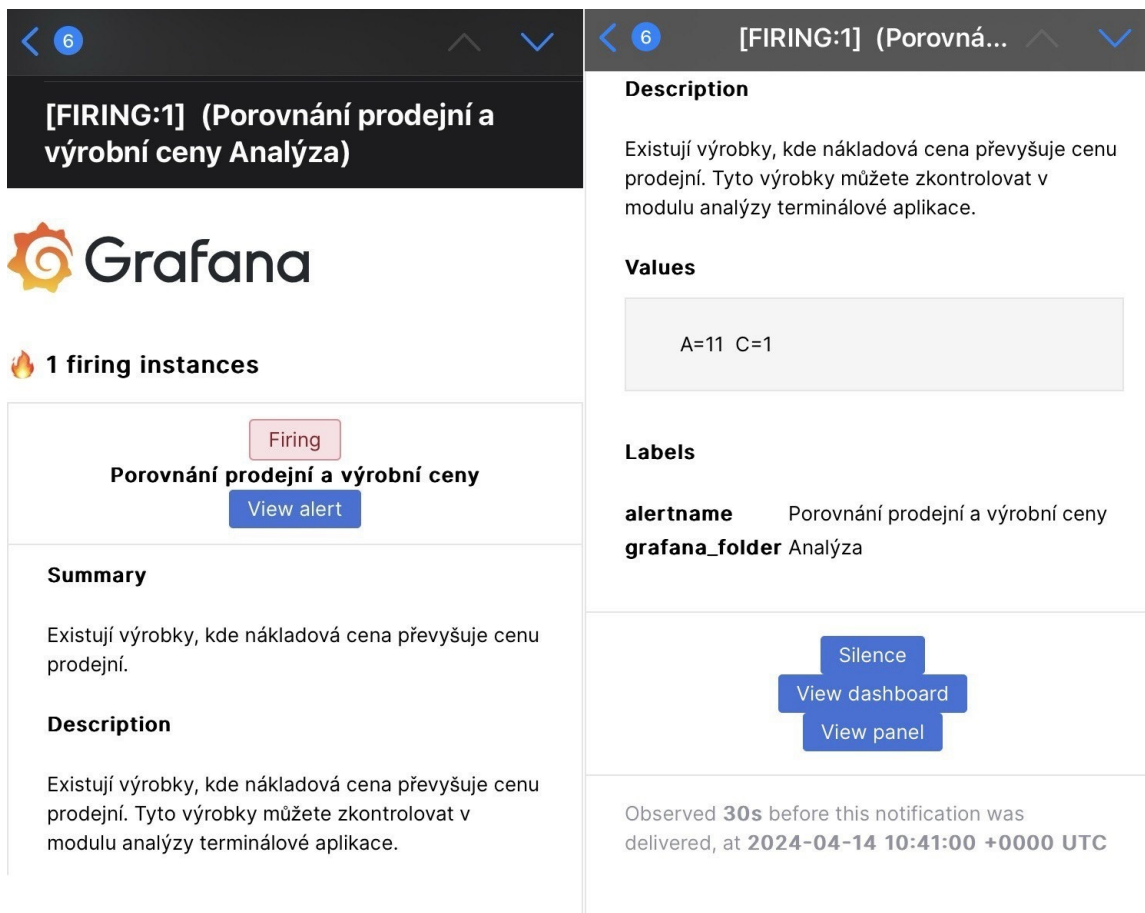 6
[FIRING:1] (Porovnání prodejní a
výrobní ceny Analýza)
Grafana
1 firing instances
Firing
Porovnání prodejní a výrobní ceny
View alert
Summary
Existují výrobky, kde nákladová cena převyšuje cenu
prodejní.
Description
Existují výrobky, kde nákladová cena převyšuje cenu
prodejní. Tyto výrobky můžete zkontrolovat v
modulu analýzy terminálové aplikace.
6
[FIRING:1] (Porovná...
Description
Existují výrobky, kde nákladová cena převyšuje cenu
prodejní. Tyto výrobky můžete zkontrolovat v
modulu analýzy terminálové aplikace.
Values
A=11 C=1
Labels
alertname Porovnání prodejní a výrobní ceny
grafana_folder Analýza
Silence
View dashboard
View panel
Observed 30s before this notification was
delivered, at 2024-04-14 10:41:00 +0000 UTC